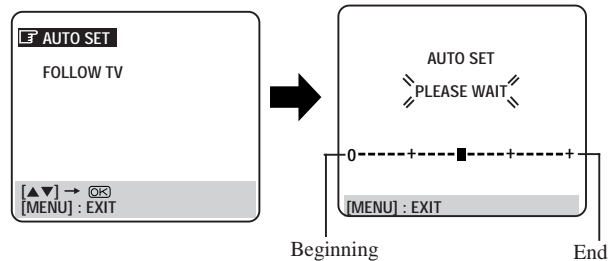 AUTO SET
FOLLOW TV
[▲▼] → OK
[MENU] : EXIT
AUTO SET
PLEASE WAIT
0----+----■----+----+
[MENU] : EXIT
Beginning
End